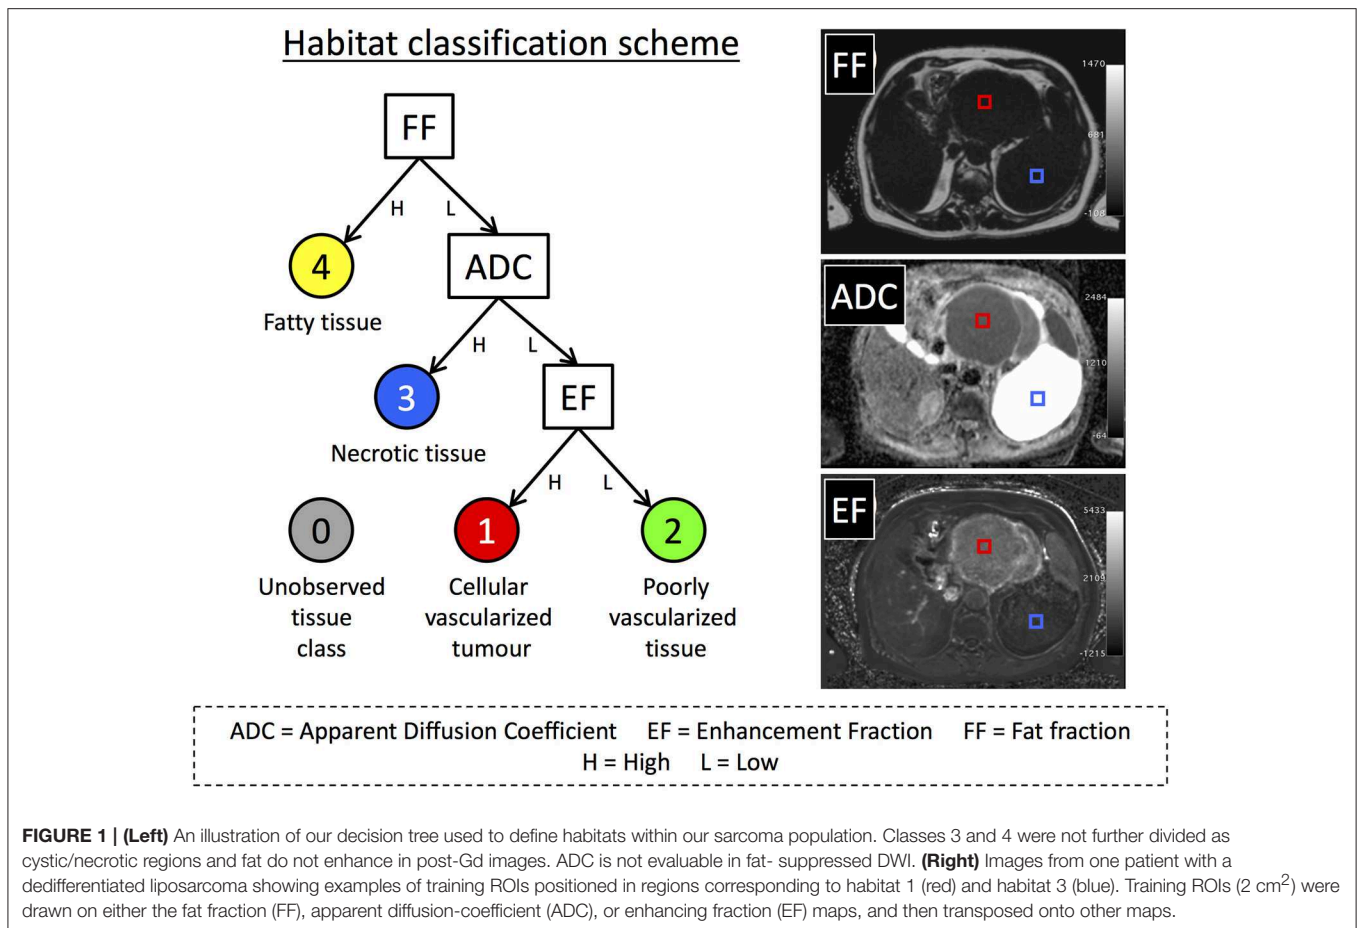 Habitat classification scheme
FF
H
L
4
ADC
Fatty tissue
H
L
3
EF
Necrotic tissue
H
L
0
1
2
Unobserved
tissue
class
Cellular
vascularized
tumour
Poorly
vascularized
tissue
FF
1470
681
-108
ADC
2484
1210
-64
EF
5433
2109
-1215
ADC = Apparent Diffusion Coefficient EF = Enhancement Fraction FF = Fat fraction
H = High L = Low
FIGURE 1 | (Left) An illustration of our decision tree used to define habitats within our sarcoma population. Classes 3 and 4 were not further divided as
cystic/necrotic regions and fat do not enhance in post-Gd images. ADC is not evaluable in fat- suppressed DWI. (Right) Images from one patient with a
dedifferentiated liposarcoma showing examples of training ROIs positioned in regions corresponding to habitat 1 (red) and habitat 3 (blue). Training ROIs (2 cm²) were
drawn on either the fat fraction (FF), apparent diffusion-coefficient (ADC), or enhancing fraction (EF) maps, and then transposed onto other maps.